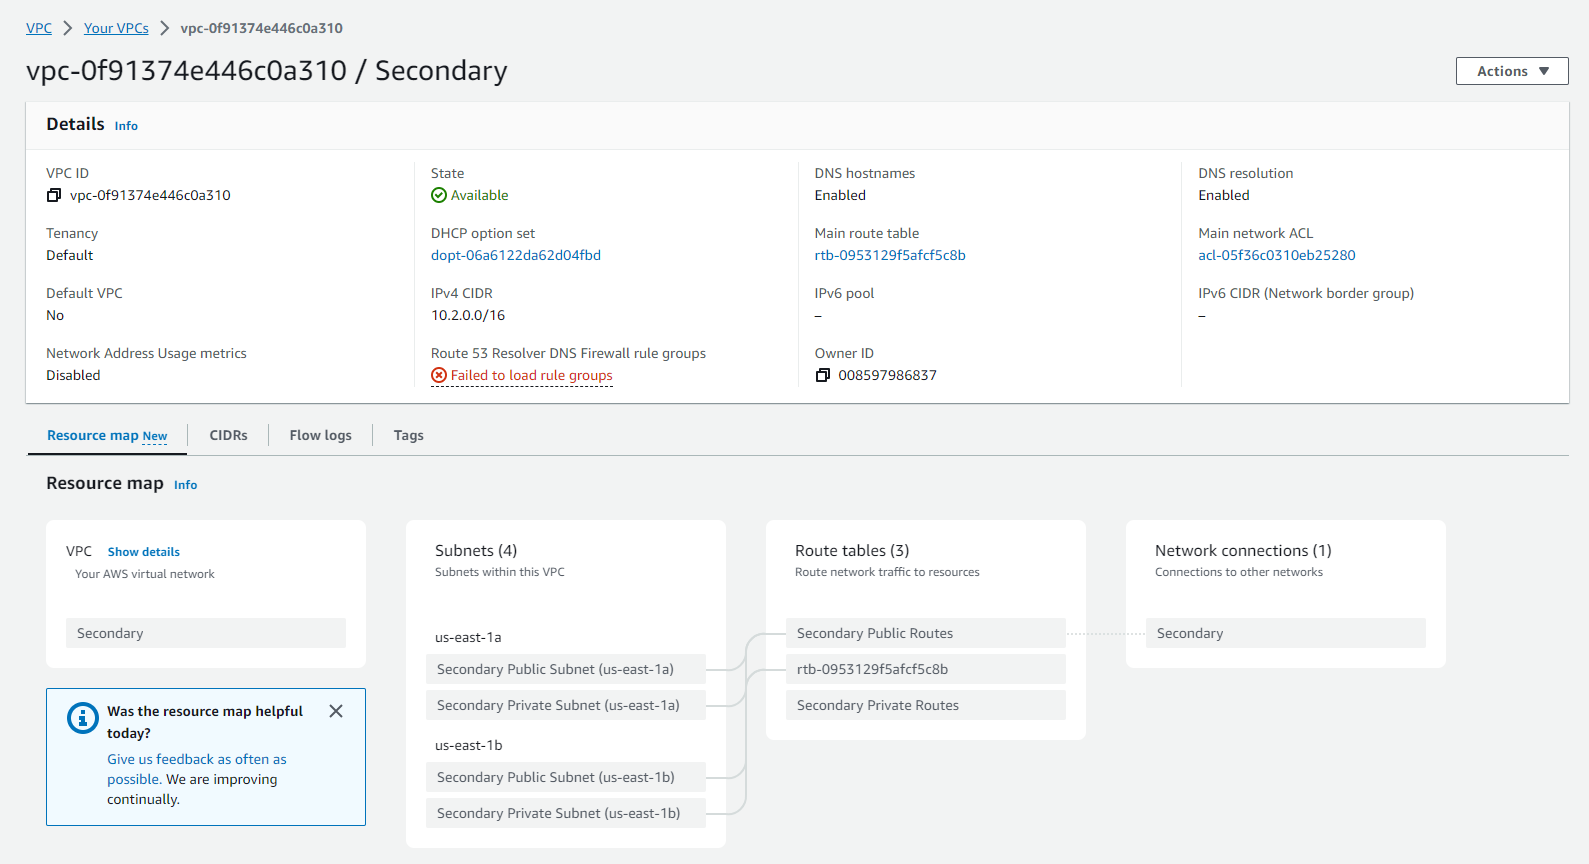 VPC > Your VPCs > vpc-0f91374e446c0a310
vpc-0f91374e446c0a310 / Secondary
Actions ▼
Details Info
VPC ID
vpc-0f91374e446c0a310
State
Available
DNS hostnames
Enabled
DNS resolution
Enabled
Tenancy
Default
DHCP option set
dopt-06a6122da62d04fbd
Main route table
rtb-0953129f5afcf5c8b
Main network ACL
acl-05f36c0310eb25280
Default VPC
No
IPv4 CIDR
10.2.0.0/16
IPv6 pool
–
IPv6 CIDR (Network border group)
–
Network Address Usage metrics
Disabled
Route 53 Resolver DNS Firewall rule groups
Failed to load rule groups
Owner ID
008597986837
Resource map New
CIDRs
Flow logs
Tags
Resource map Info
VPC Show details
Your AWS virtual network
Secondary
Was the resource map helpful
today?
Give us feedback as often as
possible. We are improving
continually.
Subnets (4)
Subnets within this VPC
us-east-1a
Secondary Public Subnet (us-east-1a)
Secondary Private Subnet (us-east-1a)
us-east-1b
Secondary Public Subnet (us-east-1b)
Secondary Private Subnet (us-east-1b)
Route tables (3)
Route network traffic to resources
Secondary Public Routes
rtb-0953129f5afcf5c8b
Secondary Private Routes
Network connections (1)
Connections to other networks
Secondary